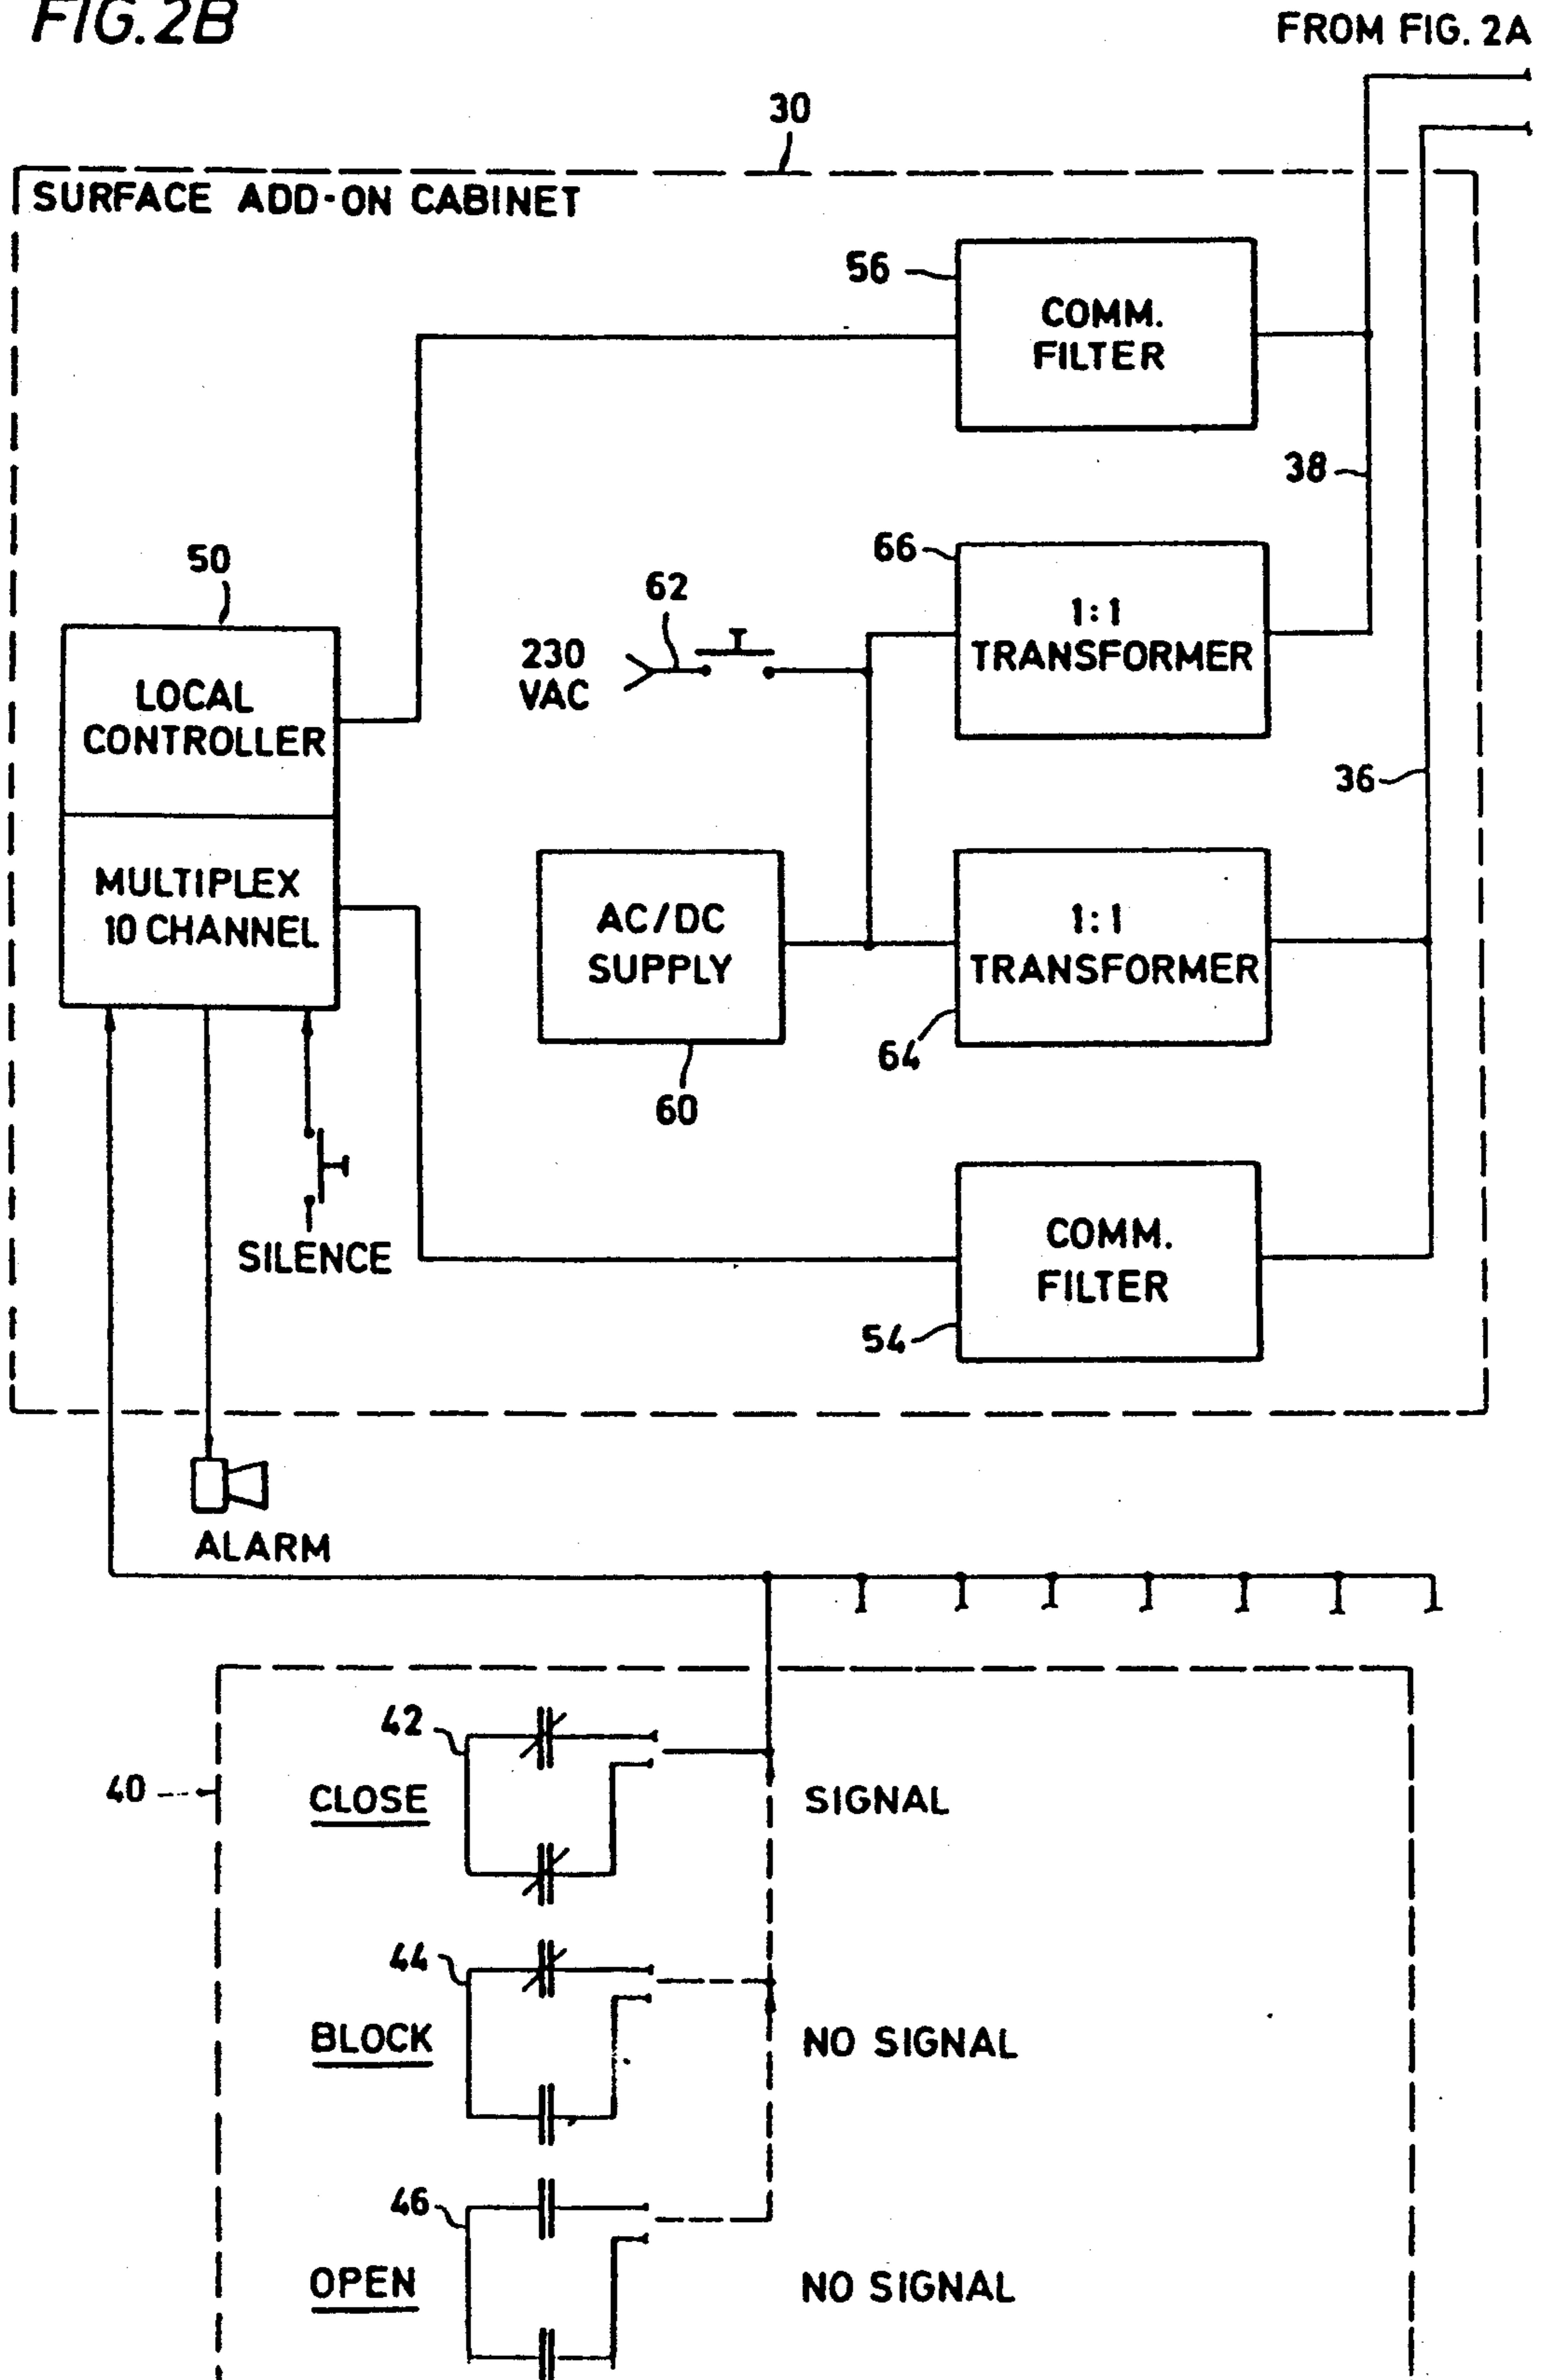 FIG.2B
FROM FIG. 2A
30
SURFACE ADD-ON CABINET
56
COMM.
FILTER
38
50
66
62
1:1
TRANSFORMER
230
VAC
LOCAL
CONTROLLER
36
MULTIPLEX
10 CHANNEL
AC/DC
SUPPLY
1:1
TRANSFORMER
64
60
SILENCE
COMM.
FILTER
54
ALARM
42
40
CLOSE
SIGNAL
44
BLOCK
NO SIGNAL
46
OPEN
NO SIGNAL